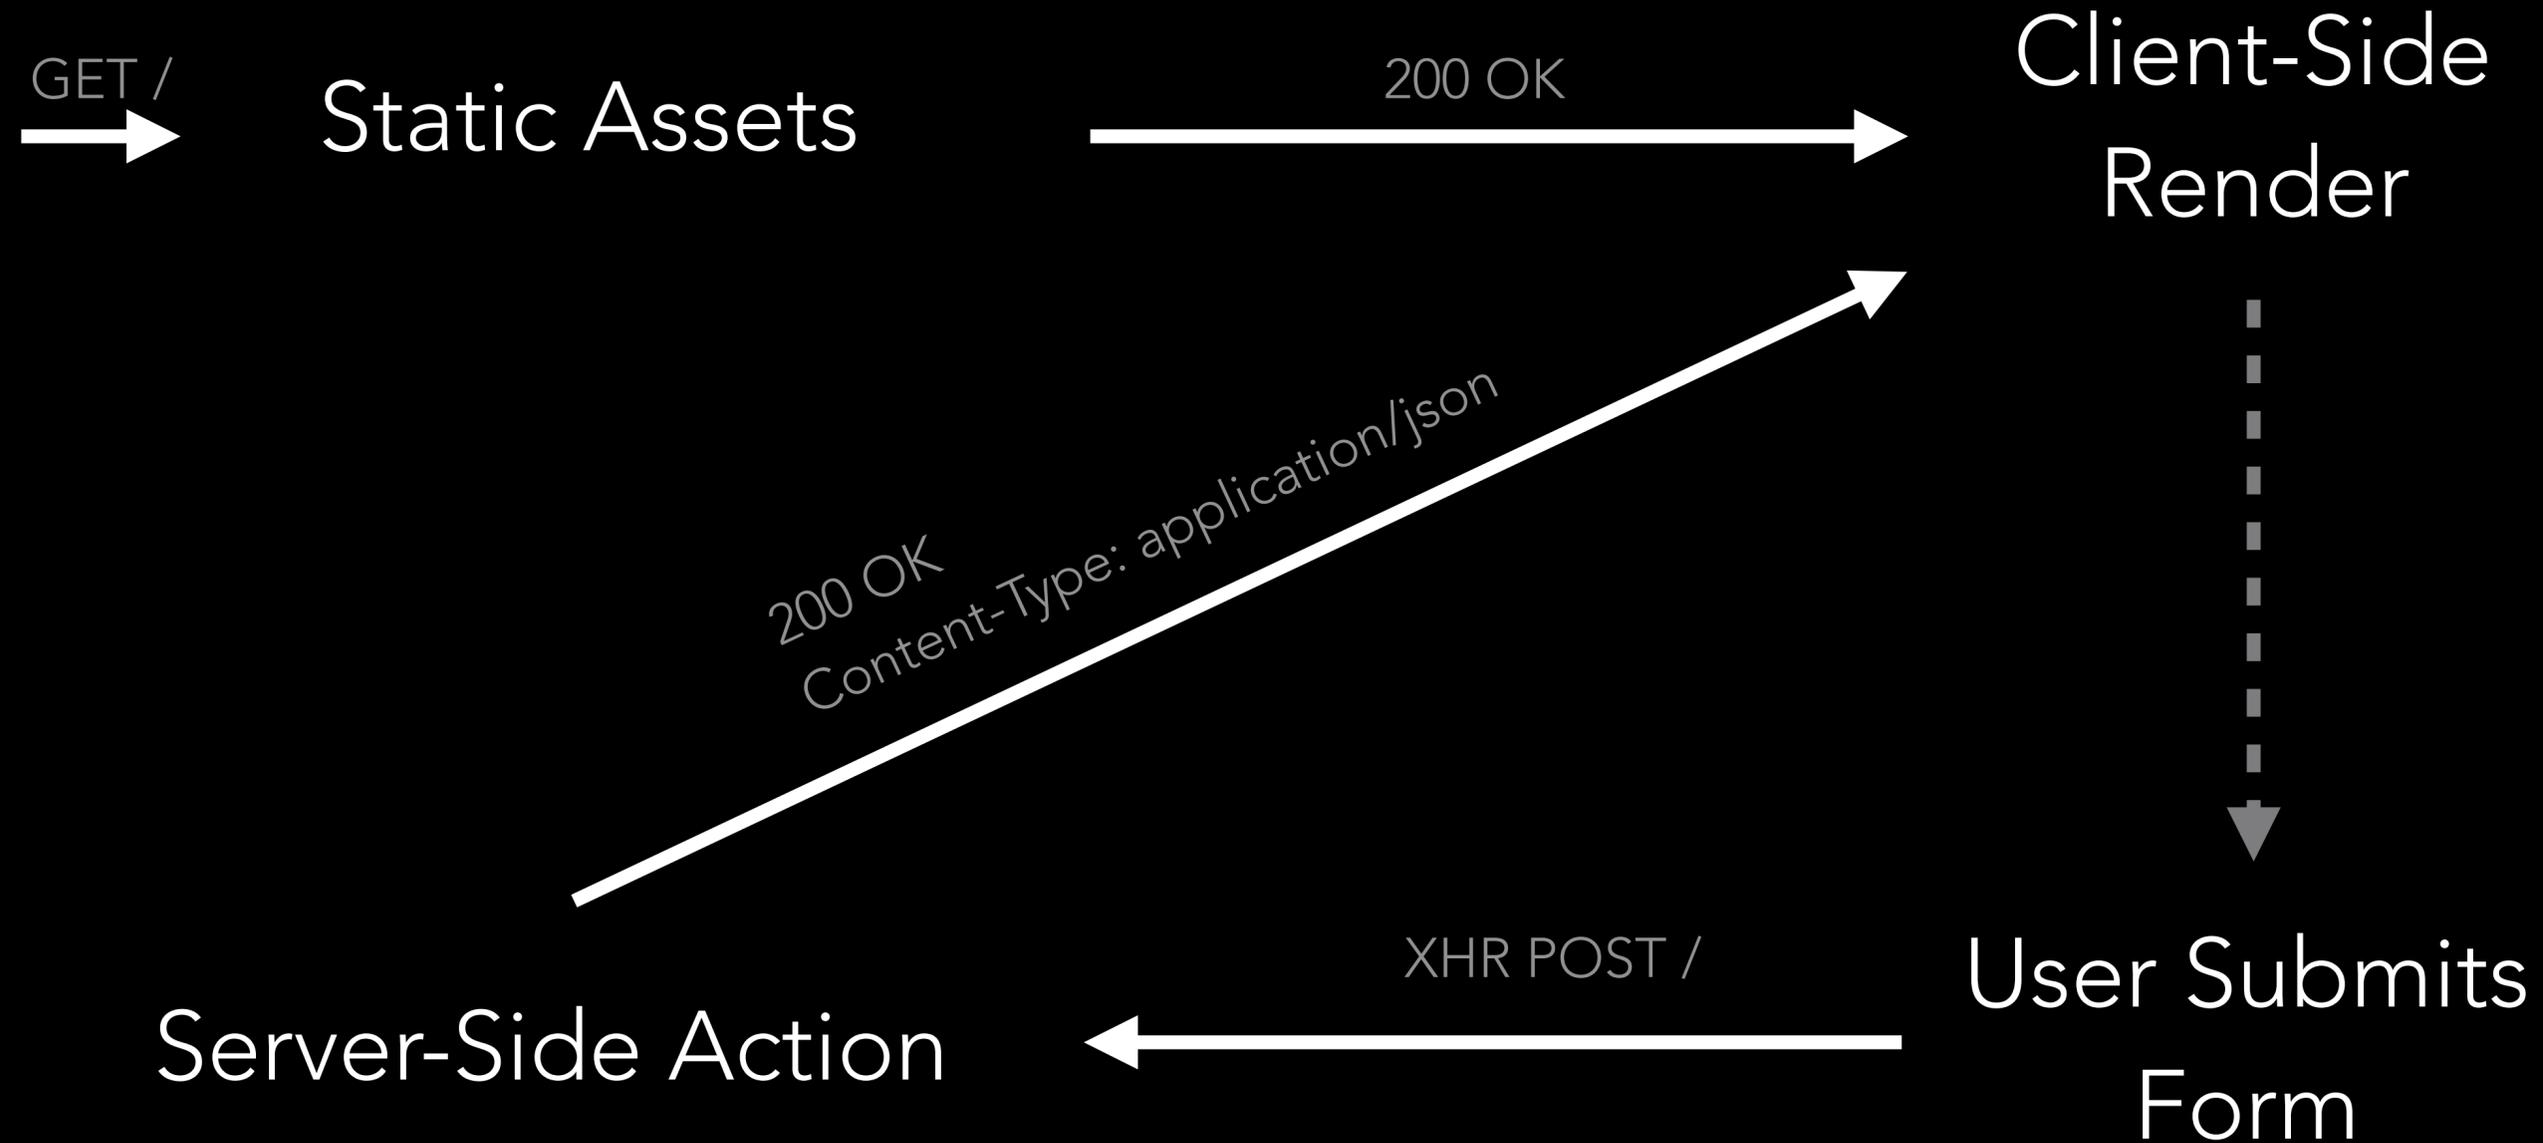 GET /
Static Assets
200 OK
Client-Side
Render
200 OK
Content-Type: application/json
XHR POST /
Server-Side Action
User Submits
Form